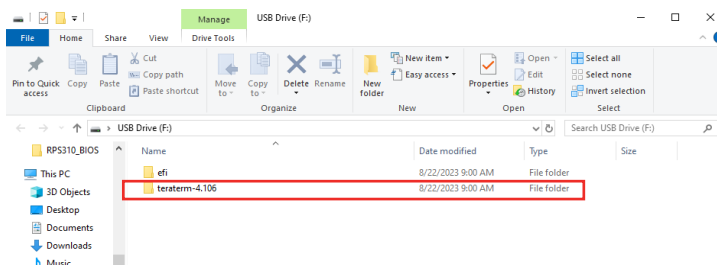 Manage USB Drive (F:)
File Home Share View Drive Tools
Pin to Quick access
Copy
Paste
Cut
Copy path
Paste shortcut
Clipboard
Move to
Copy to
Delete
Rename
Organize
New folder
New item
Easy access
New
Properties
Open
Edit
History
Open
Select all
Select none
Invert selection
Select
USB Drive (F:)
Search USB Drive (F:)
RPS310_BIOS
This PC
3D Objects
Desktop
Documents
Downloads
Music
Name Date modified Type Size
efi 8/22/2023 9:00 AM File folder
teraterm-4.106 8/22/2023 9:00 AM File folder